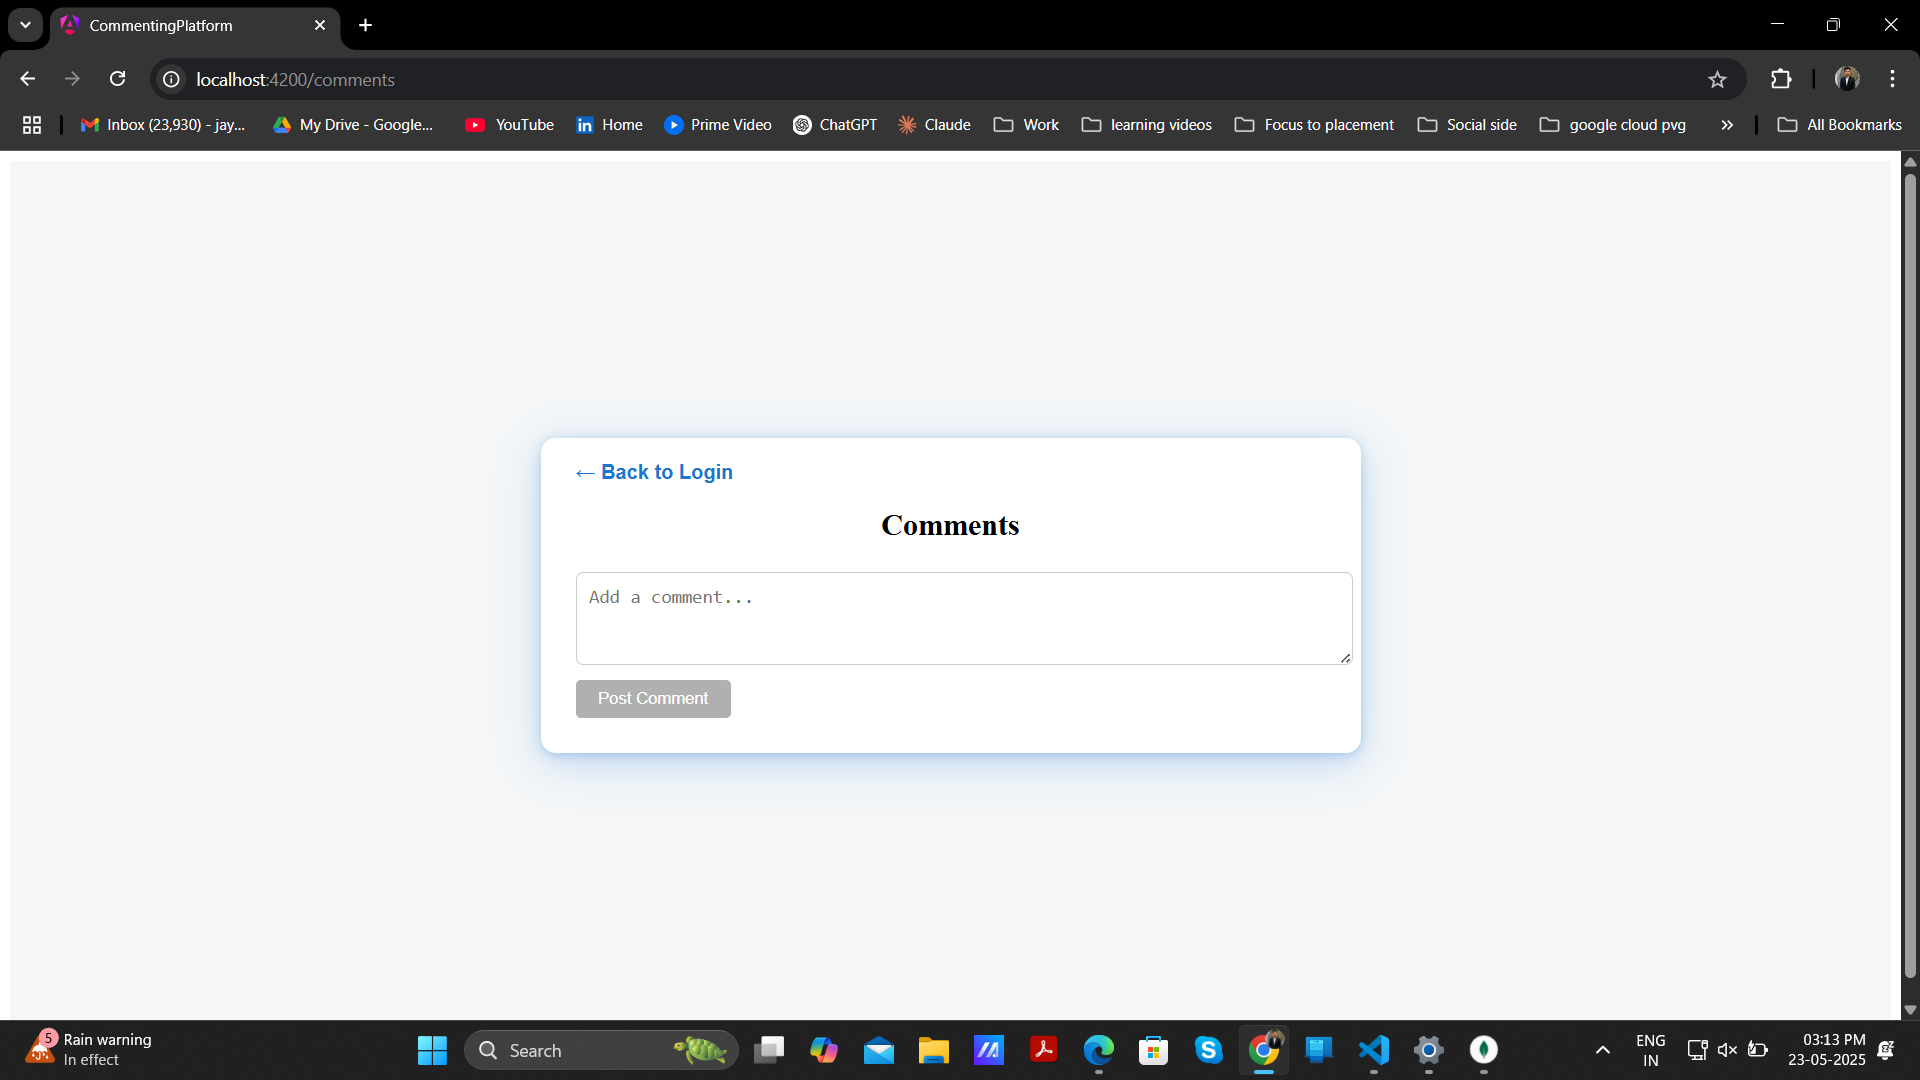 CommentingPlatform
localhost:4200/comments
Inbox (23,930) - jay...
My Drive - Google...
YouTube
Home
Prime Video
ChatGPT
Claude
Work
learning videos
Focus to placement
Social side
google cloud pvg
All Bookmarks
← Back to Login
Comments
Add a comment...
Post Comment
5
Rain warning
In effect
Search
ENG
IN
03:13 PM
23-05-2025